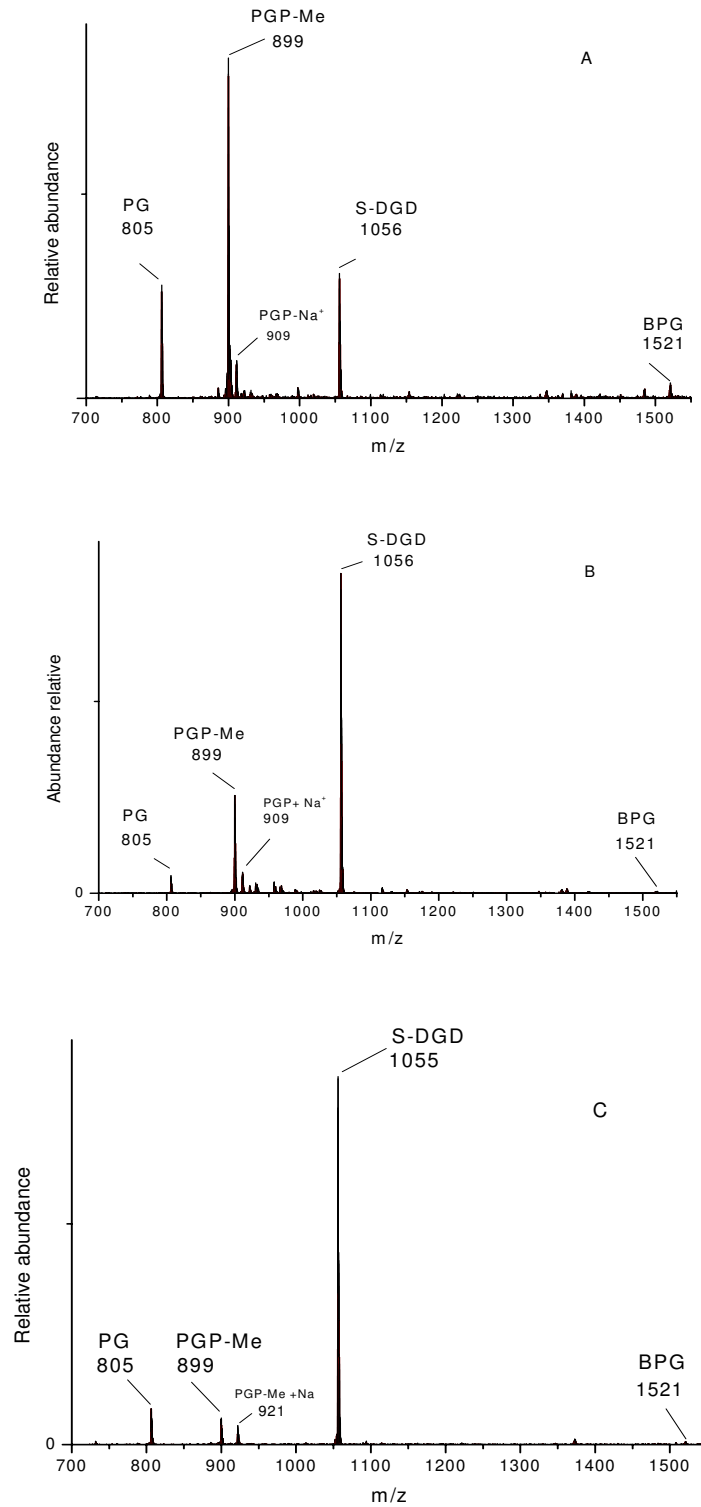 PGP-Me
899
A
PG
805
S-DGD
1056
PGP-Na⁺
909
BPG
1521
Relative abundance
700 800 900 1000 1100 1200 1300 1400 1500
m/z
S-DGD
1056
B
PGP-Me
899
PG
805
PGP+ Na⁺
909
BPG
1521
Abundance relative
0
700 800 900 1000 1100 1200 1300 1400 1500
m/z
S-DGD
1055
C
PG
805
PGP-Me
899
PGP-Me +Na
921
BPG
1521
Relative abundance
0
700 800 900 1000 1100 1200 1300 1400 1500
m/z